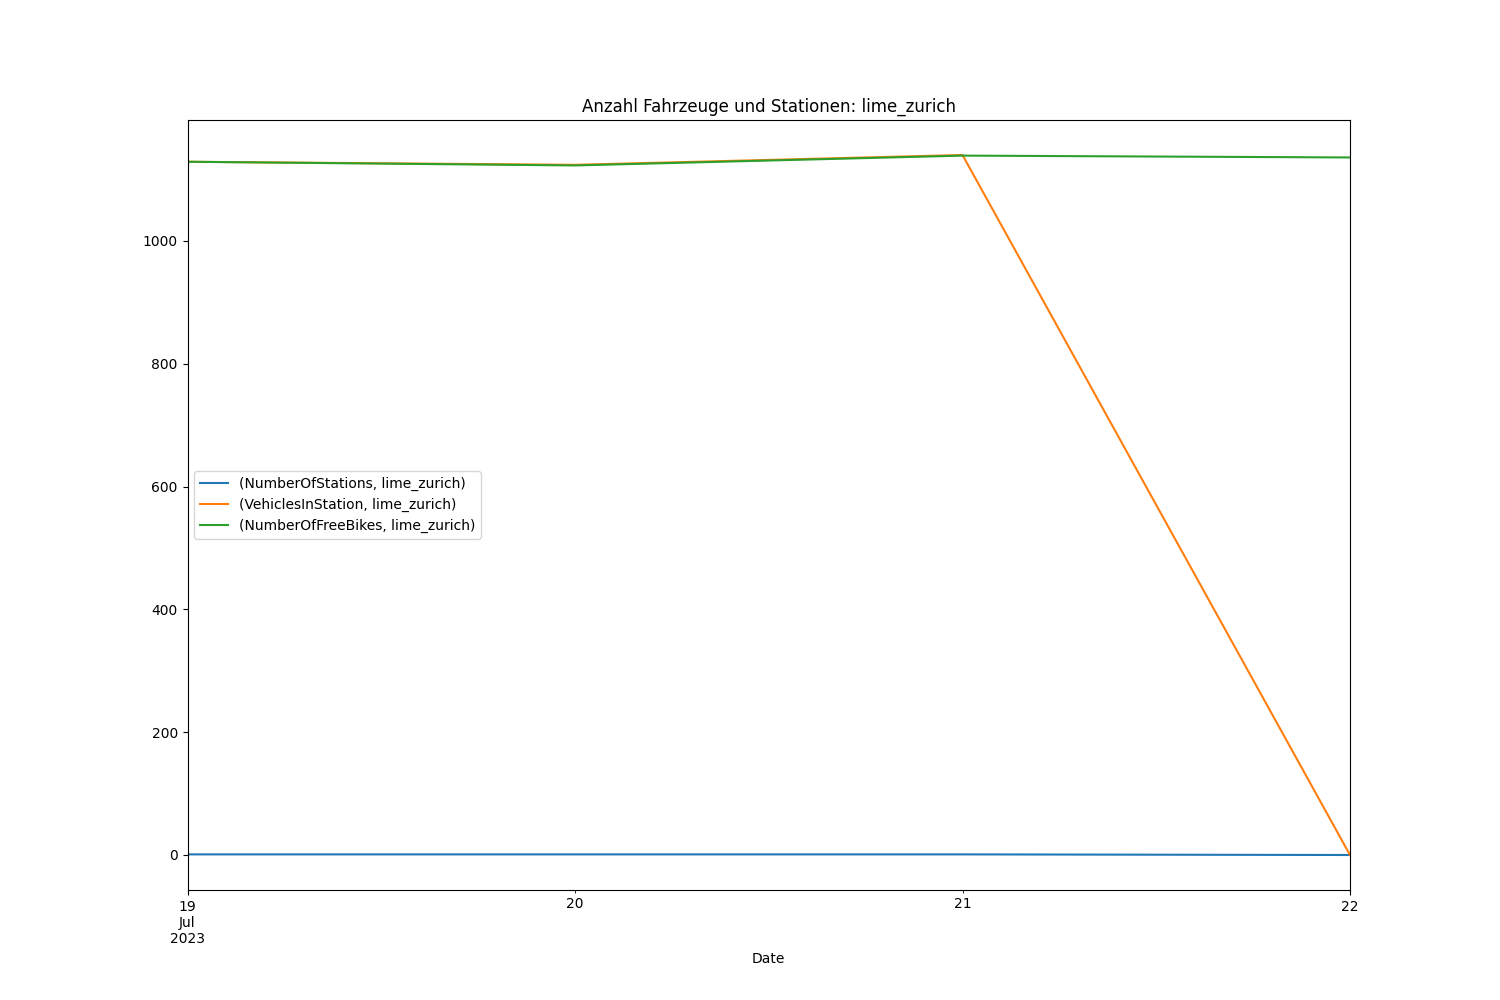 Anzahl Fahrzeuge und Stationen: lime_zurich
1000
800
600
400
200
0
(NumberOfStations, lime_zurich)
(VehiclesInStation, lime_zurich)
(NumberOfFreeBikes, lime_zurich)
19 20 21 22
Jul
2023
Date